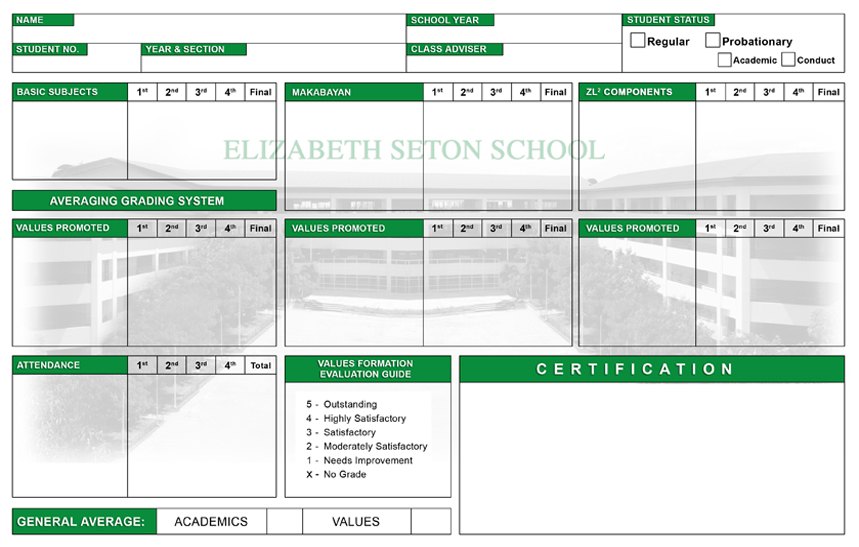 NAME
SCHOOL YEAR
STUDENT STATUS
Regular Probationary
STUDENT NO. YEAR & SECTION CLASS ADVISER
Academic Conduct
BASIC SUBJECTS 1st 2nd 3rd 4th Final
MAKABAYAN 1st 2nd 3rd 4th Final
ZL² COMPONENTS 1st 2nd 3rd 4th Final
ELIZABETH SETON SCHOOL
AVERAGING GRADING SYSTEM
VALUES PROMOTED 1st 2nd 3rd 4th Final
VALUES PROMOTED 1st 2nd 3rd 4th Final
VALUES PROMOTED 1st 2nd 3rd 4th Final
ATTENDANCE 1st 2nd 3rd 4th Total
VALUES FORMATION
EVALUATION GUIDE
5 - Outstanding
4 - Highly Satisfactory
3 - Satisfactory
2 - Moderately Satisfactory
1 - Needs Improvement
X - No Grade
CERTIFICATION
GENERAL AVERAGE: ACADEMICS VALUES